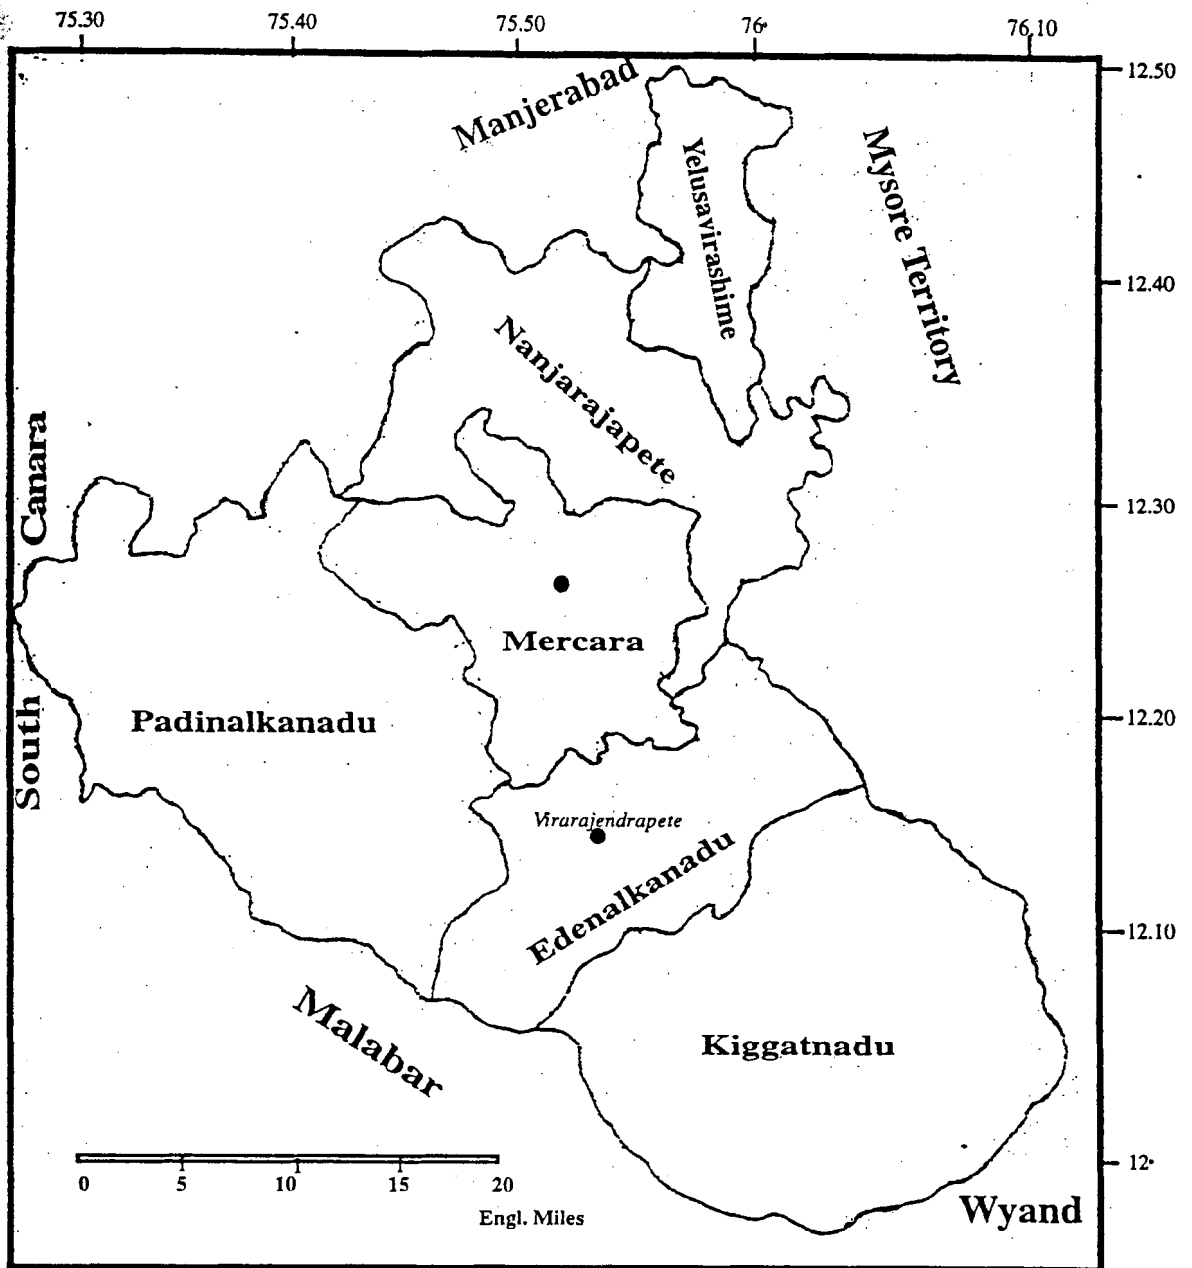 75.30 75.40 75.50 76• 76.10
12.50
Manjerabad
Yelusavirashime
Mysore Territory
12.40
Nanjarajapete
South Canara
12.30
Mercara
Padinalkanadu
12.20
Virarajendrapete
Edenalkanadu
12.10
Malabar
Kiggatnadu
12•
0 5 10 15 20
Engl. Miles
Wyand